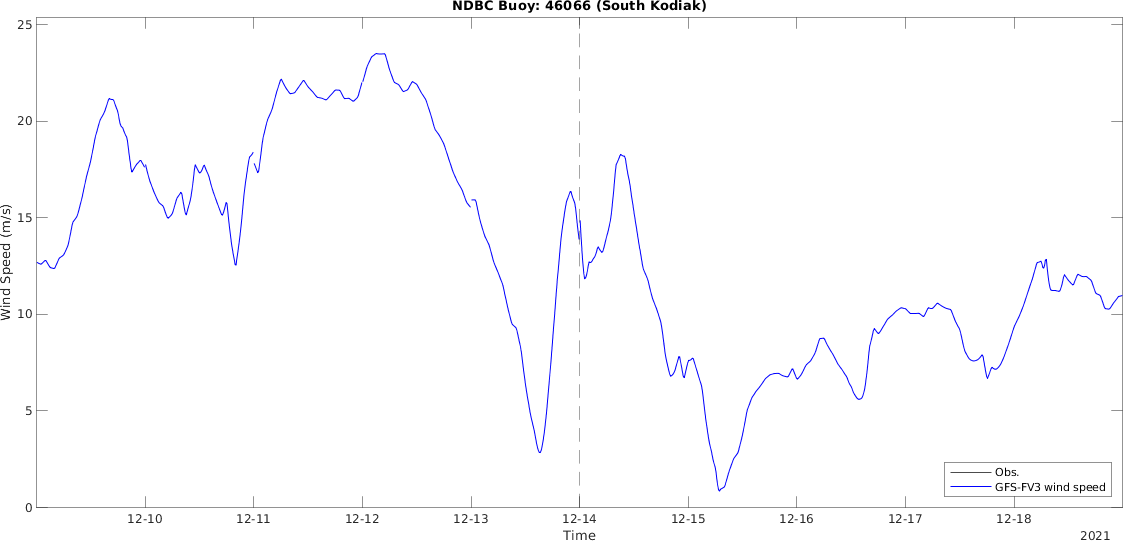 NDBC Buoy: 46066 (South Kodiak)
25
20
15
10
5
0
Wind Speed (m/s)
12-10 12-11 12-12 12-13 12-14 12-15 12-16 12-17 12-18
Time
2021
Obs.
GFS-FV3 wind speed